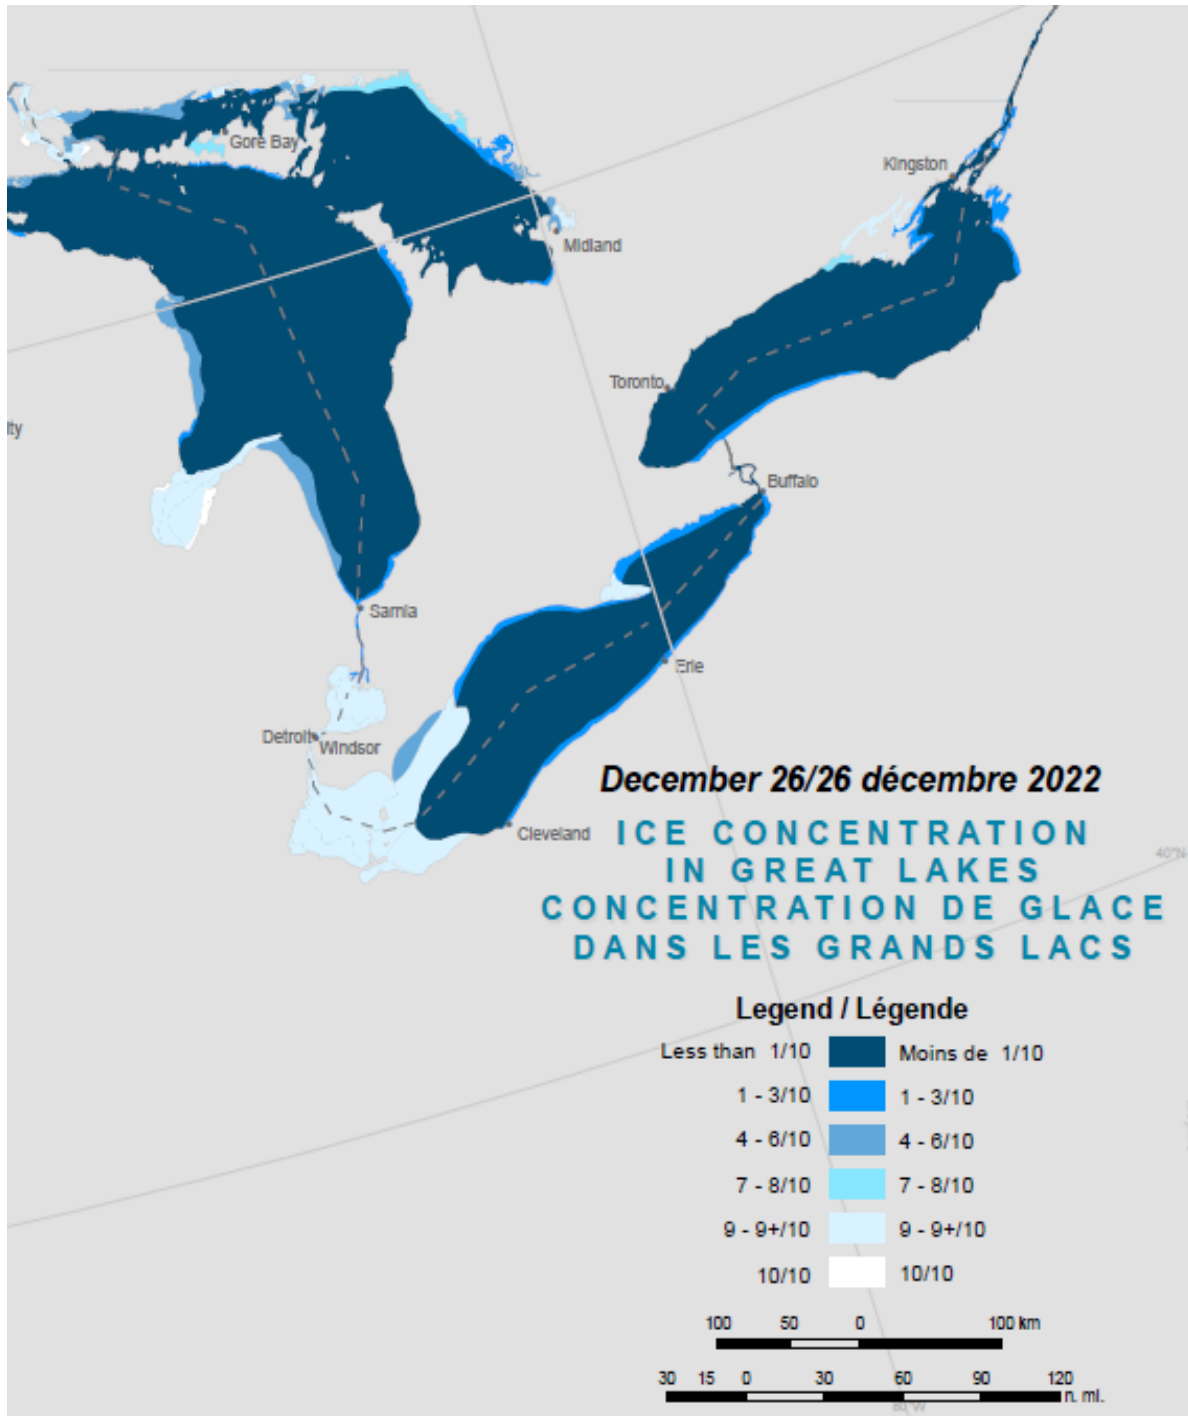 Gore Bay
Kingston
Midland
Toronto
lty
Buffalo
Sarnia
Erie
Detroit
Windsor
Cleveland
December 26/26 décembre 2022
ICE CONCENTRATION
IN GREAT LAKES
CONCENTRATION DE GLACE
DANS LES GRANDS LACS
40°N
Legend / Légende
Less than 1/10 Moins de 1/10
1 - 3/10 1 - 3/10
4 - 6/10 4 - 6/10
7 - 8/10 7 - 8/10
9 - 9+/10 9 - 9+/10
10/10 10/10
100 50 0 100 km
30 15 0 30 60 90 120
n. mi.
80°W